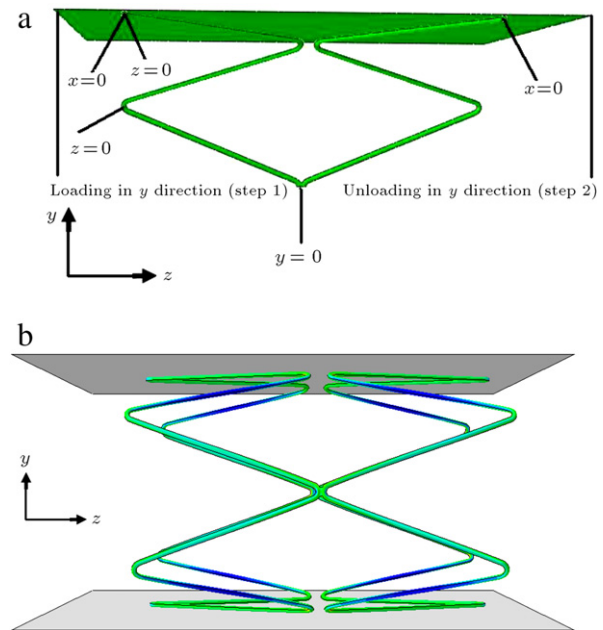 a
x=0
z=0
x=0
z=0
Loading in y direction (step 1)
Unloading in y direction (step 2)
y
z
y = 0
b
y
z